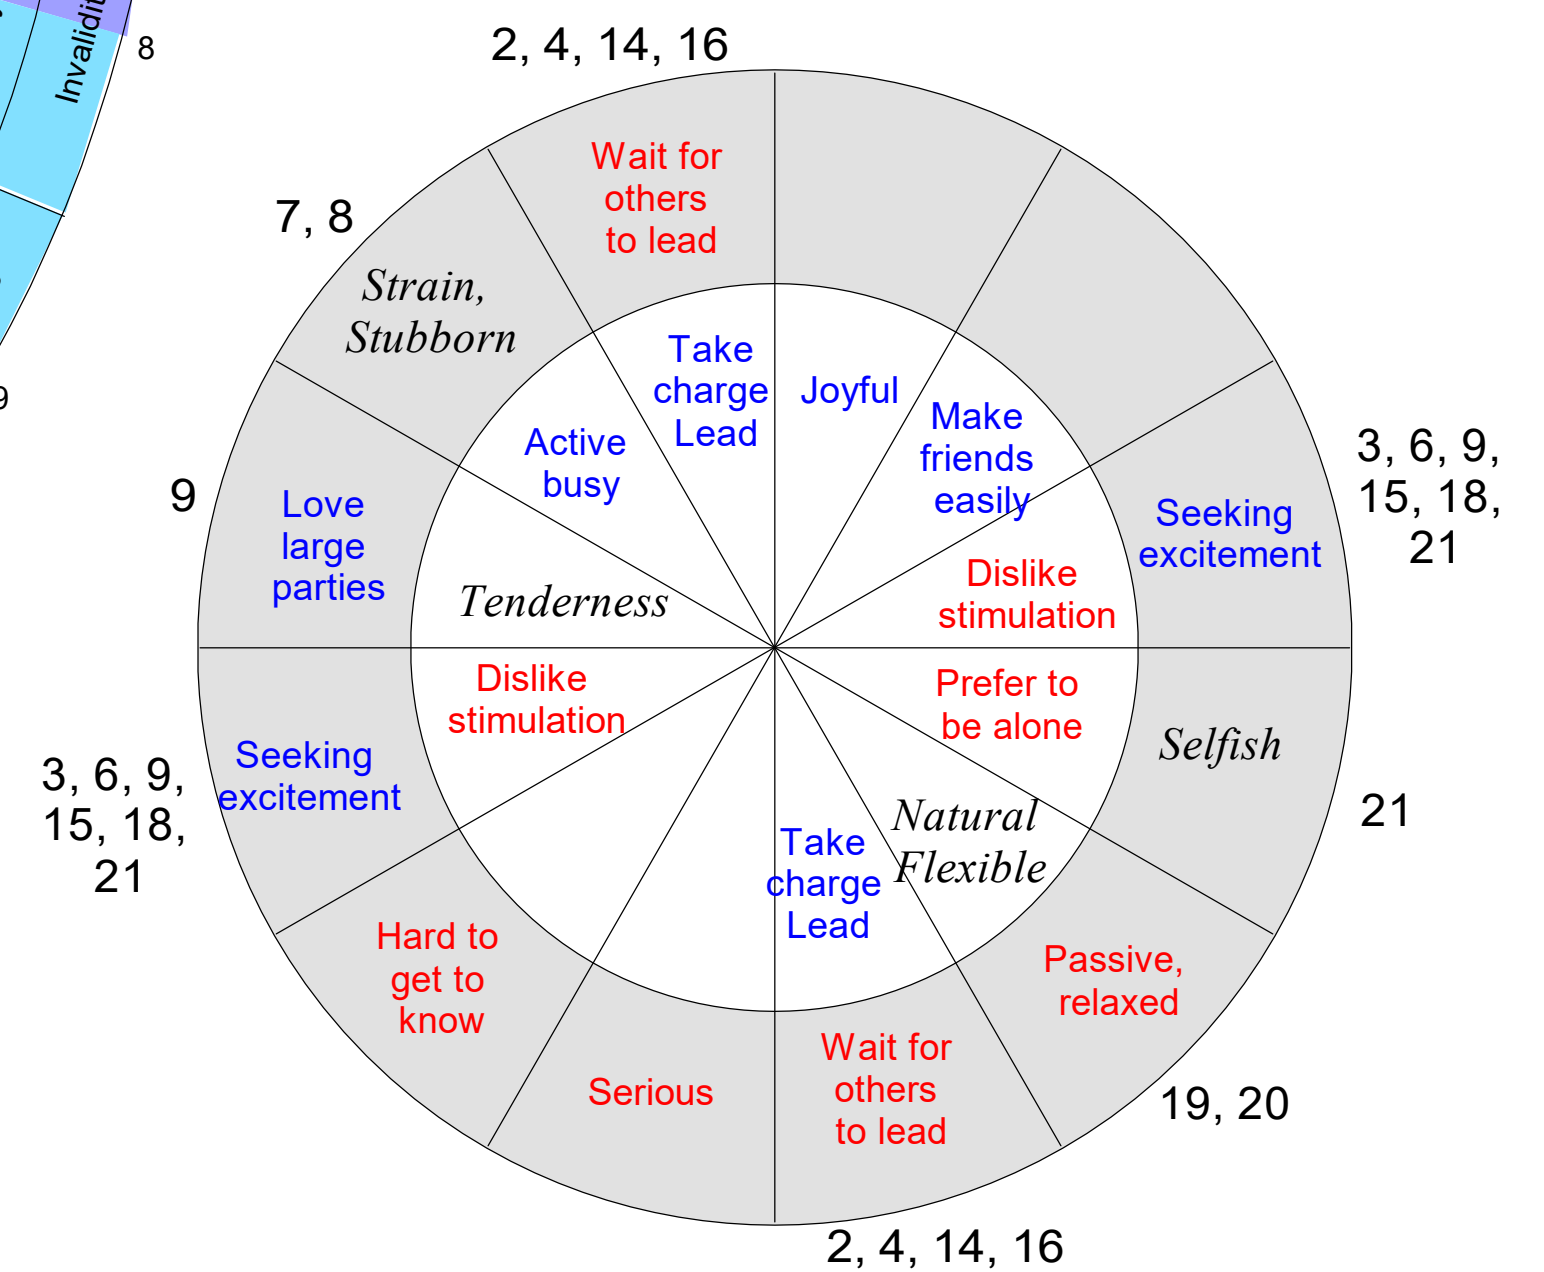 Invalidit
8
9
2, 4, 14, 16
Wait for
others
to lead
7, 8
Strain,
Stubborn
Take
charge
Lead
Joyful
Make
friends
easily
Active
busy
3, 6, 9,
15, 18,
21
9
Love
large
parties
Seeking
excitement
Tenderness
Dislike
stimulation
Dislike
stimulation
Prefer to
be alone
Selfish
3, 6, 9,
15, 18,
21
Seeking
excitement
21
Natural
Flexible
Take
charge
Lead
Hard to
get to
know
Passive,
relaxed
Serious
Wait for
others
to lead
19, 20
2, 4, 14, 16